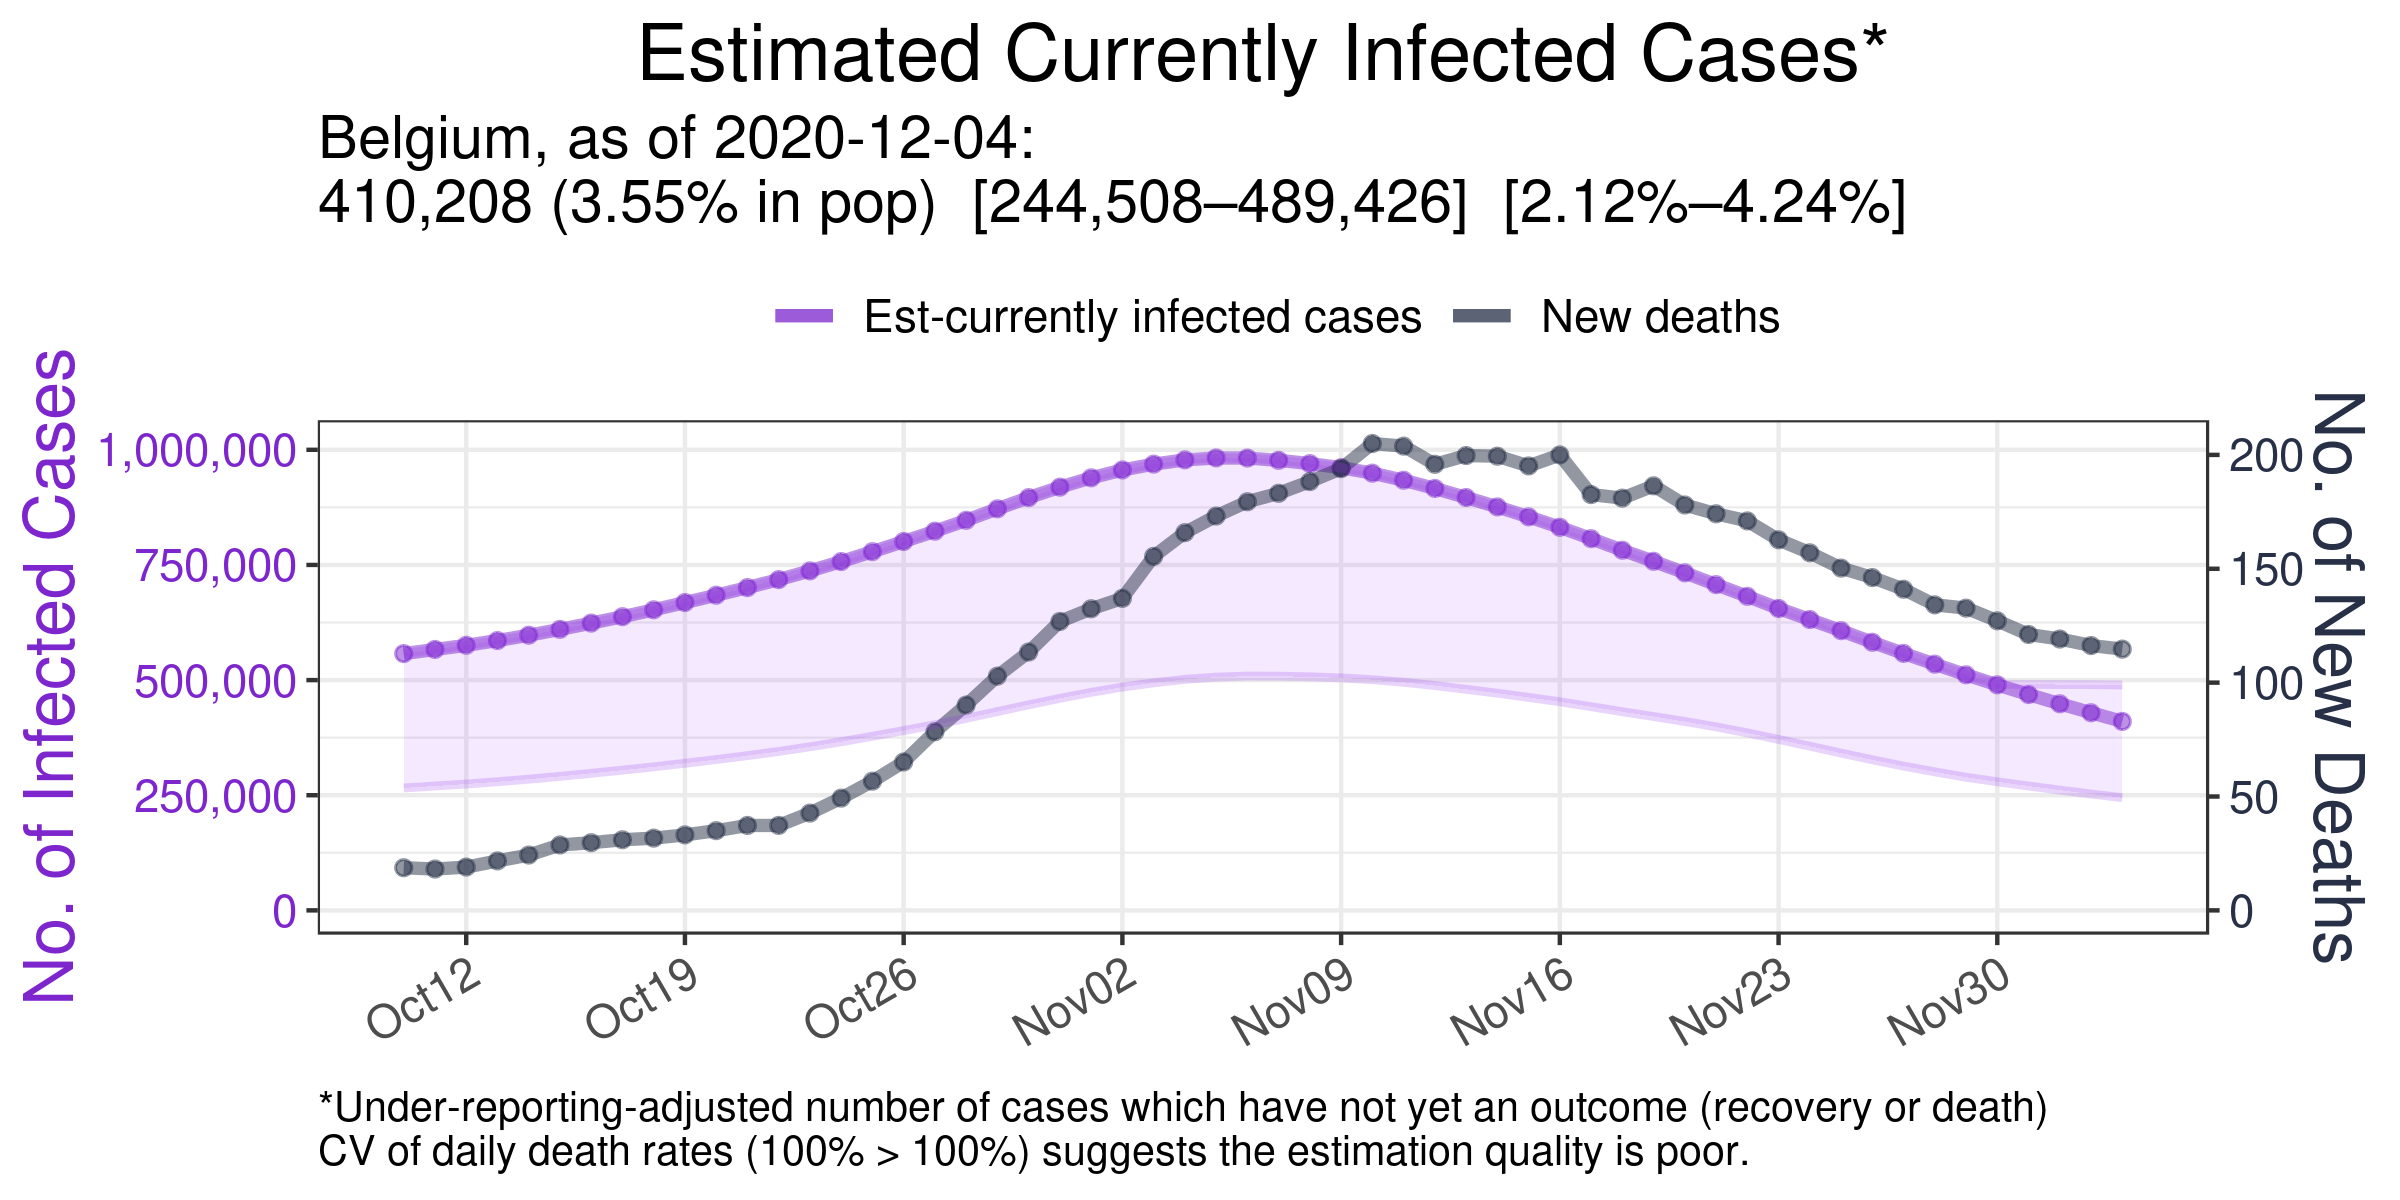 Estimated Currently Infected Cases*
Belgium, as of 2020-12-04:
410,208 (3.55% in pop) [244,508–489,426] [2.12%–4.24%]
Est-currently infected cases New deaths
No. of Infected Cases
1,000,000
750,000
500,000
250,000
0
200
150
100
50
0
No. of New Deaths
Oct12 Oct19 Oct26 Nov02 Nov09 Nov16 Nov23 Nov30
*Under-reporting-adjusted number of cases which have not yet an outcome (recovery or death)
CV of daily death rates (100% > 100%) suggests the estimation quality is poor.